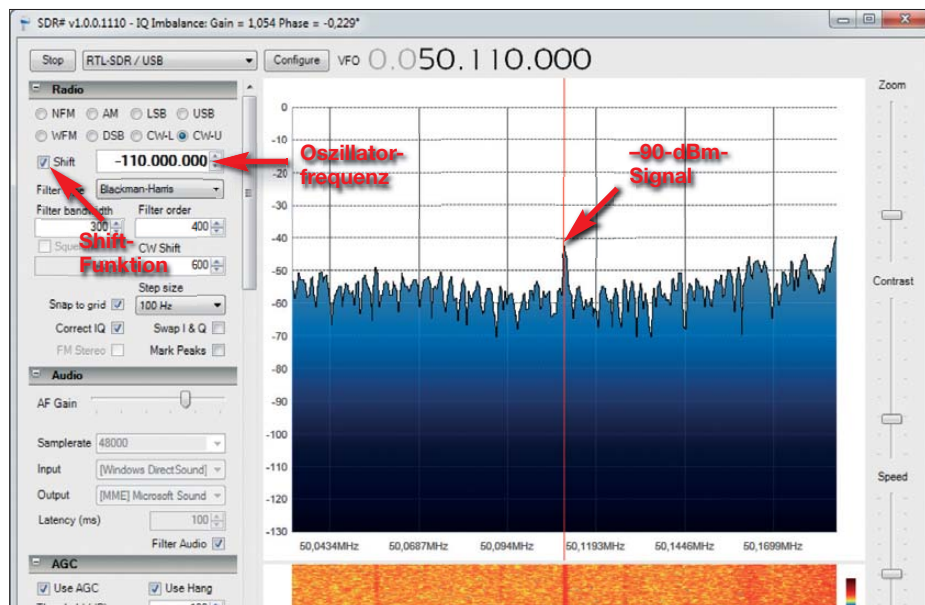 SDR# v1.0.0.1110 - IQ Imbalance: Gain = 1,054 Phase = -0,229°
Stop RTL-SDR / USB Configure VFO 0.050.110.000
Radio
NFM AM LSB USB
WFM DSB CW-L CW-U
Shift -110.000.000
Oszillator-
frequenz
Blackman-Harris
Filter bandwidth Filter order
300 400
CW Shift
600
Shift-
Funktion
Step size
Snap to grid 100 Hz
Correct IQ Swap I & Q
FM Stereo Mark Peaks
Audio
AF Gain
Samplerate 48000
Input [Windows DirectSound]
Output [MME] Microsoft Sound
Latency (ms) 100
Filter Audio
AGC
Use AGC Use Hang
–90-dBm-
Signal
0
-10
-20
-30
-40
-50
-60
-70
-80
-90
-100
-110
-120
-130
50,0434MHz 50,0687MHz 50,094MHz 50,1193MHz 50,1446MHz 50,1699MHz
Zoom
Contrast
Speed